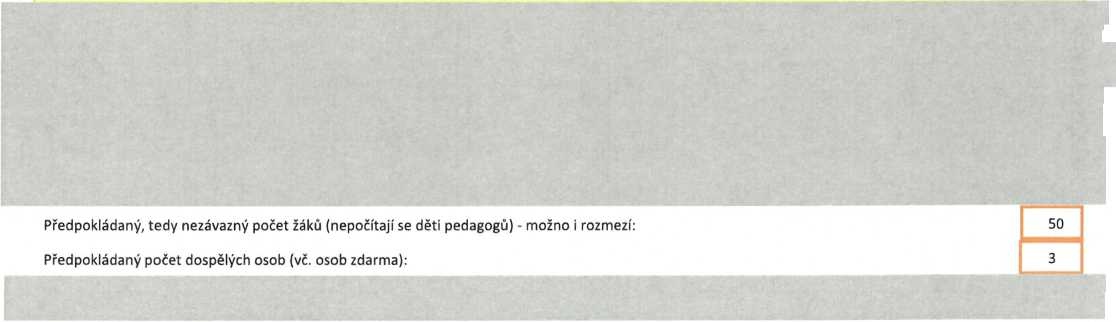 Předpokládaný, tedy nezávazný počet žáků (nepočítají se děti pedagogů) - možno i rozmezí: 50
Předpokládaný počet dospělých osob (vč. osob zdarma): 3